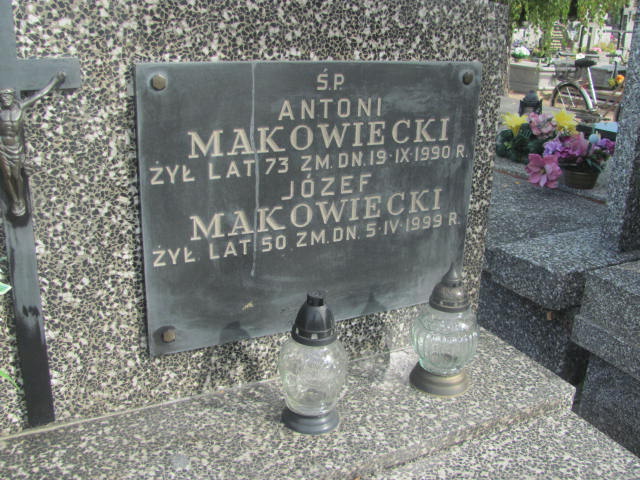 Ś.P.
ANTONI
MAKOWIECKI
ŻYŁ LAT 73 ZM. DN. 19·IX·1990 R.
JÓZEF
MAKOWIECKI
ŻYŁ. LAT 50 ZM. DN. 5·IV·1999 R.